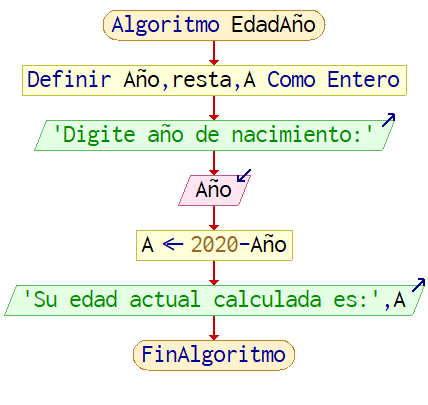 Algoritmo EdadAño
Definir Año,resta,A Como Entero
'Digite año de nacimiento:'
Año
A ← 2020-Año
'Su edad actual calculada es:',A
FinAlgoritmo